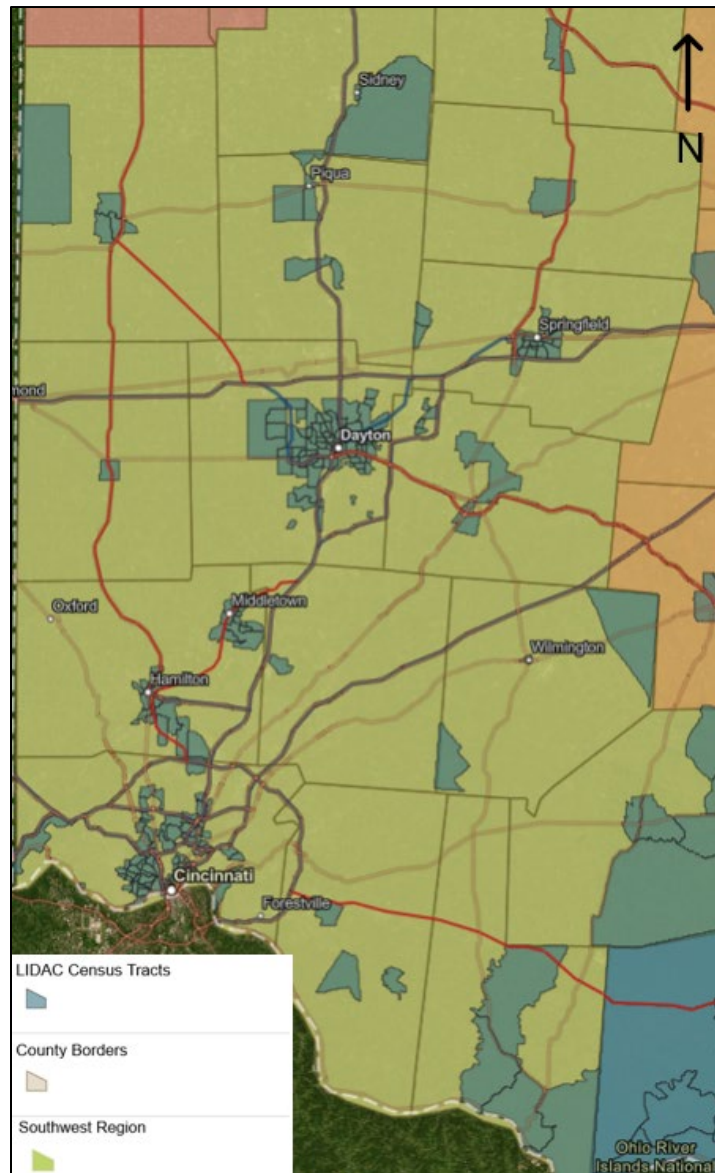 Sidney
N
Piqua
Springfield
mond
Dayton
Oxford
Middletown
Wilmington
Hamilton
Cincinnati
Forestville
LIDAC Census Tracts
County Borders
Southwest Region
Ohio River
Islands National